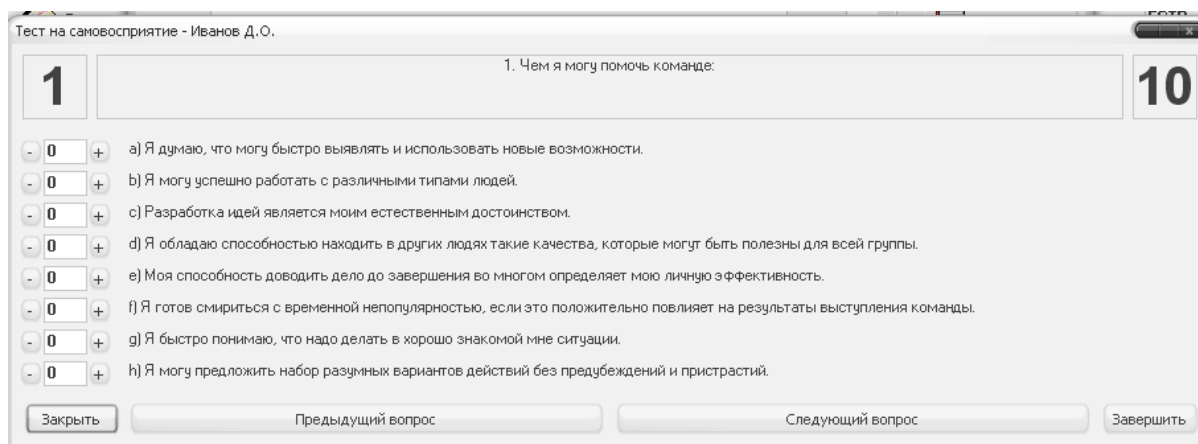 Тест на самовосприятие - Иванов Д.О.
1
1. Чем я могу помочь команде:
10
- 0 + a) Я думаю, что могу быстро выявлять и использовать новые возможности.
- 0 + b) Я могу успешно работать с различными типами людей.
- 0 + c) Разработка идей является моим естественным достоинством.
- 0 + d) Я обладаю способностью находить в других людях такие качества, которые могут быть полезны для всей группы.
- 0 + e) Моя способность доводить дело до завершения во многом определяет мою личную эффективность.
- 0 + f) Я готов смириться с временной непопулярностью, если это положительно повлияет на результаты выступления команды.
- 0 + g) Я быстро понимаю, что надо делать в хорошо знакомой мне ситуации.
- 0 + h) Я могу предложить набор разумных вариантов действий без предубеждений и пристрастий.
Закрыть Предыдущий вопрос Следующий вопрос Завершить